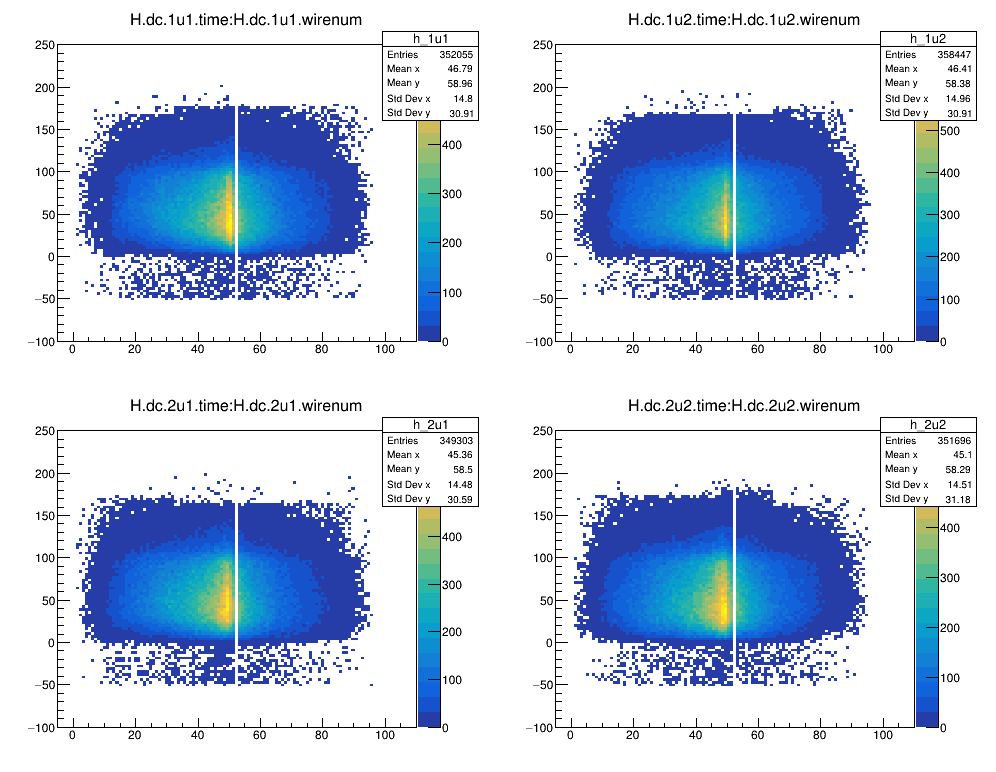 H.dc.1u1.time:H.dc.1u1.wirenum
h_1u1
Entries 352055
Mean x 46.79
Mean y 58.96
Std Dev x 14.8
Std Dev y 30.91
250
200
150
100
50
0
−50
−100
0 20 40 60 80 100
400
300
200
100
0
H.dc.1u2.time:H.dc.1u2.wirenum
h_1u2
Entries 358447
Mean x 46.41
Mean y 58.38
Std Dev x 14.96
Std Dev y 30.91
250
200
150
100
50
0
−50
−100
0 20 40 60 80 100
500
400
300
200
100
0
H.dc.2u1.time:H.dc.2u1.wirenum
h_2u1
Entries 349303
Mean x 45.36
Mean y 58.5
Std Dev x 14.48
Std Dev y 30.59
250
200
150
100
50
0
−50
−100
0 20 40 60 80 100
400
300
200
100
0
H.dc.2u2.time:H.dc.2u2.wirenum
h_2u2
Entries 351696
Mean x 45.1
Mean y 58.29
Std Dev x 14.51
Std Dev y 31.18
250
200
150
100
50
0
−50
−100
0 20 40 60 80 100
400
300
200
100
0